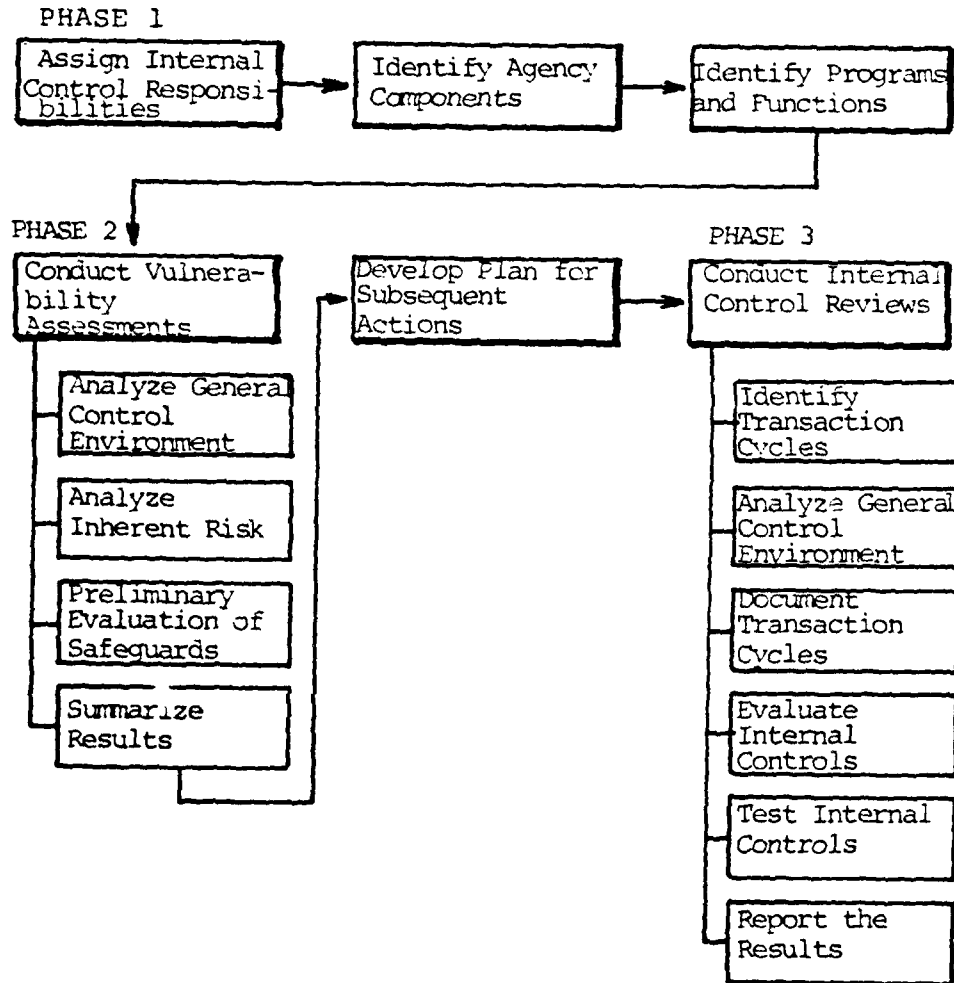 PHASE 1
Assign Internal
Control Responsi-
bilities
Identify Agency
Components
Identify Programs
and Functions
PHASE 2
Conduct Vulnera-
bility
Assessments
Analyze General
Control
Environment
Analyze
Inherent Risk
Preliminary
Evaluation of
Safeguards
Summarize
Results
Develop Plan for
Subsequent
Actions
PHASE 3
Conduct Internal
Control Reviews
Identify
Transaction
Cycles
Analyze General
Control
Environment
Document
Transaction
Cycles
Evaluate
Internal
Controls
Test Internal
Controls
Report the
Results